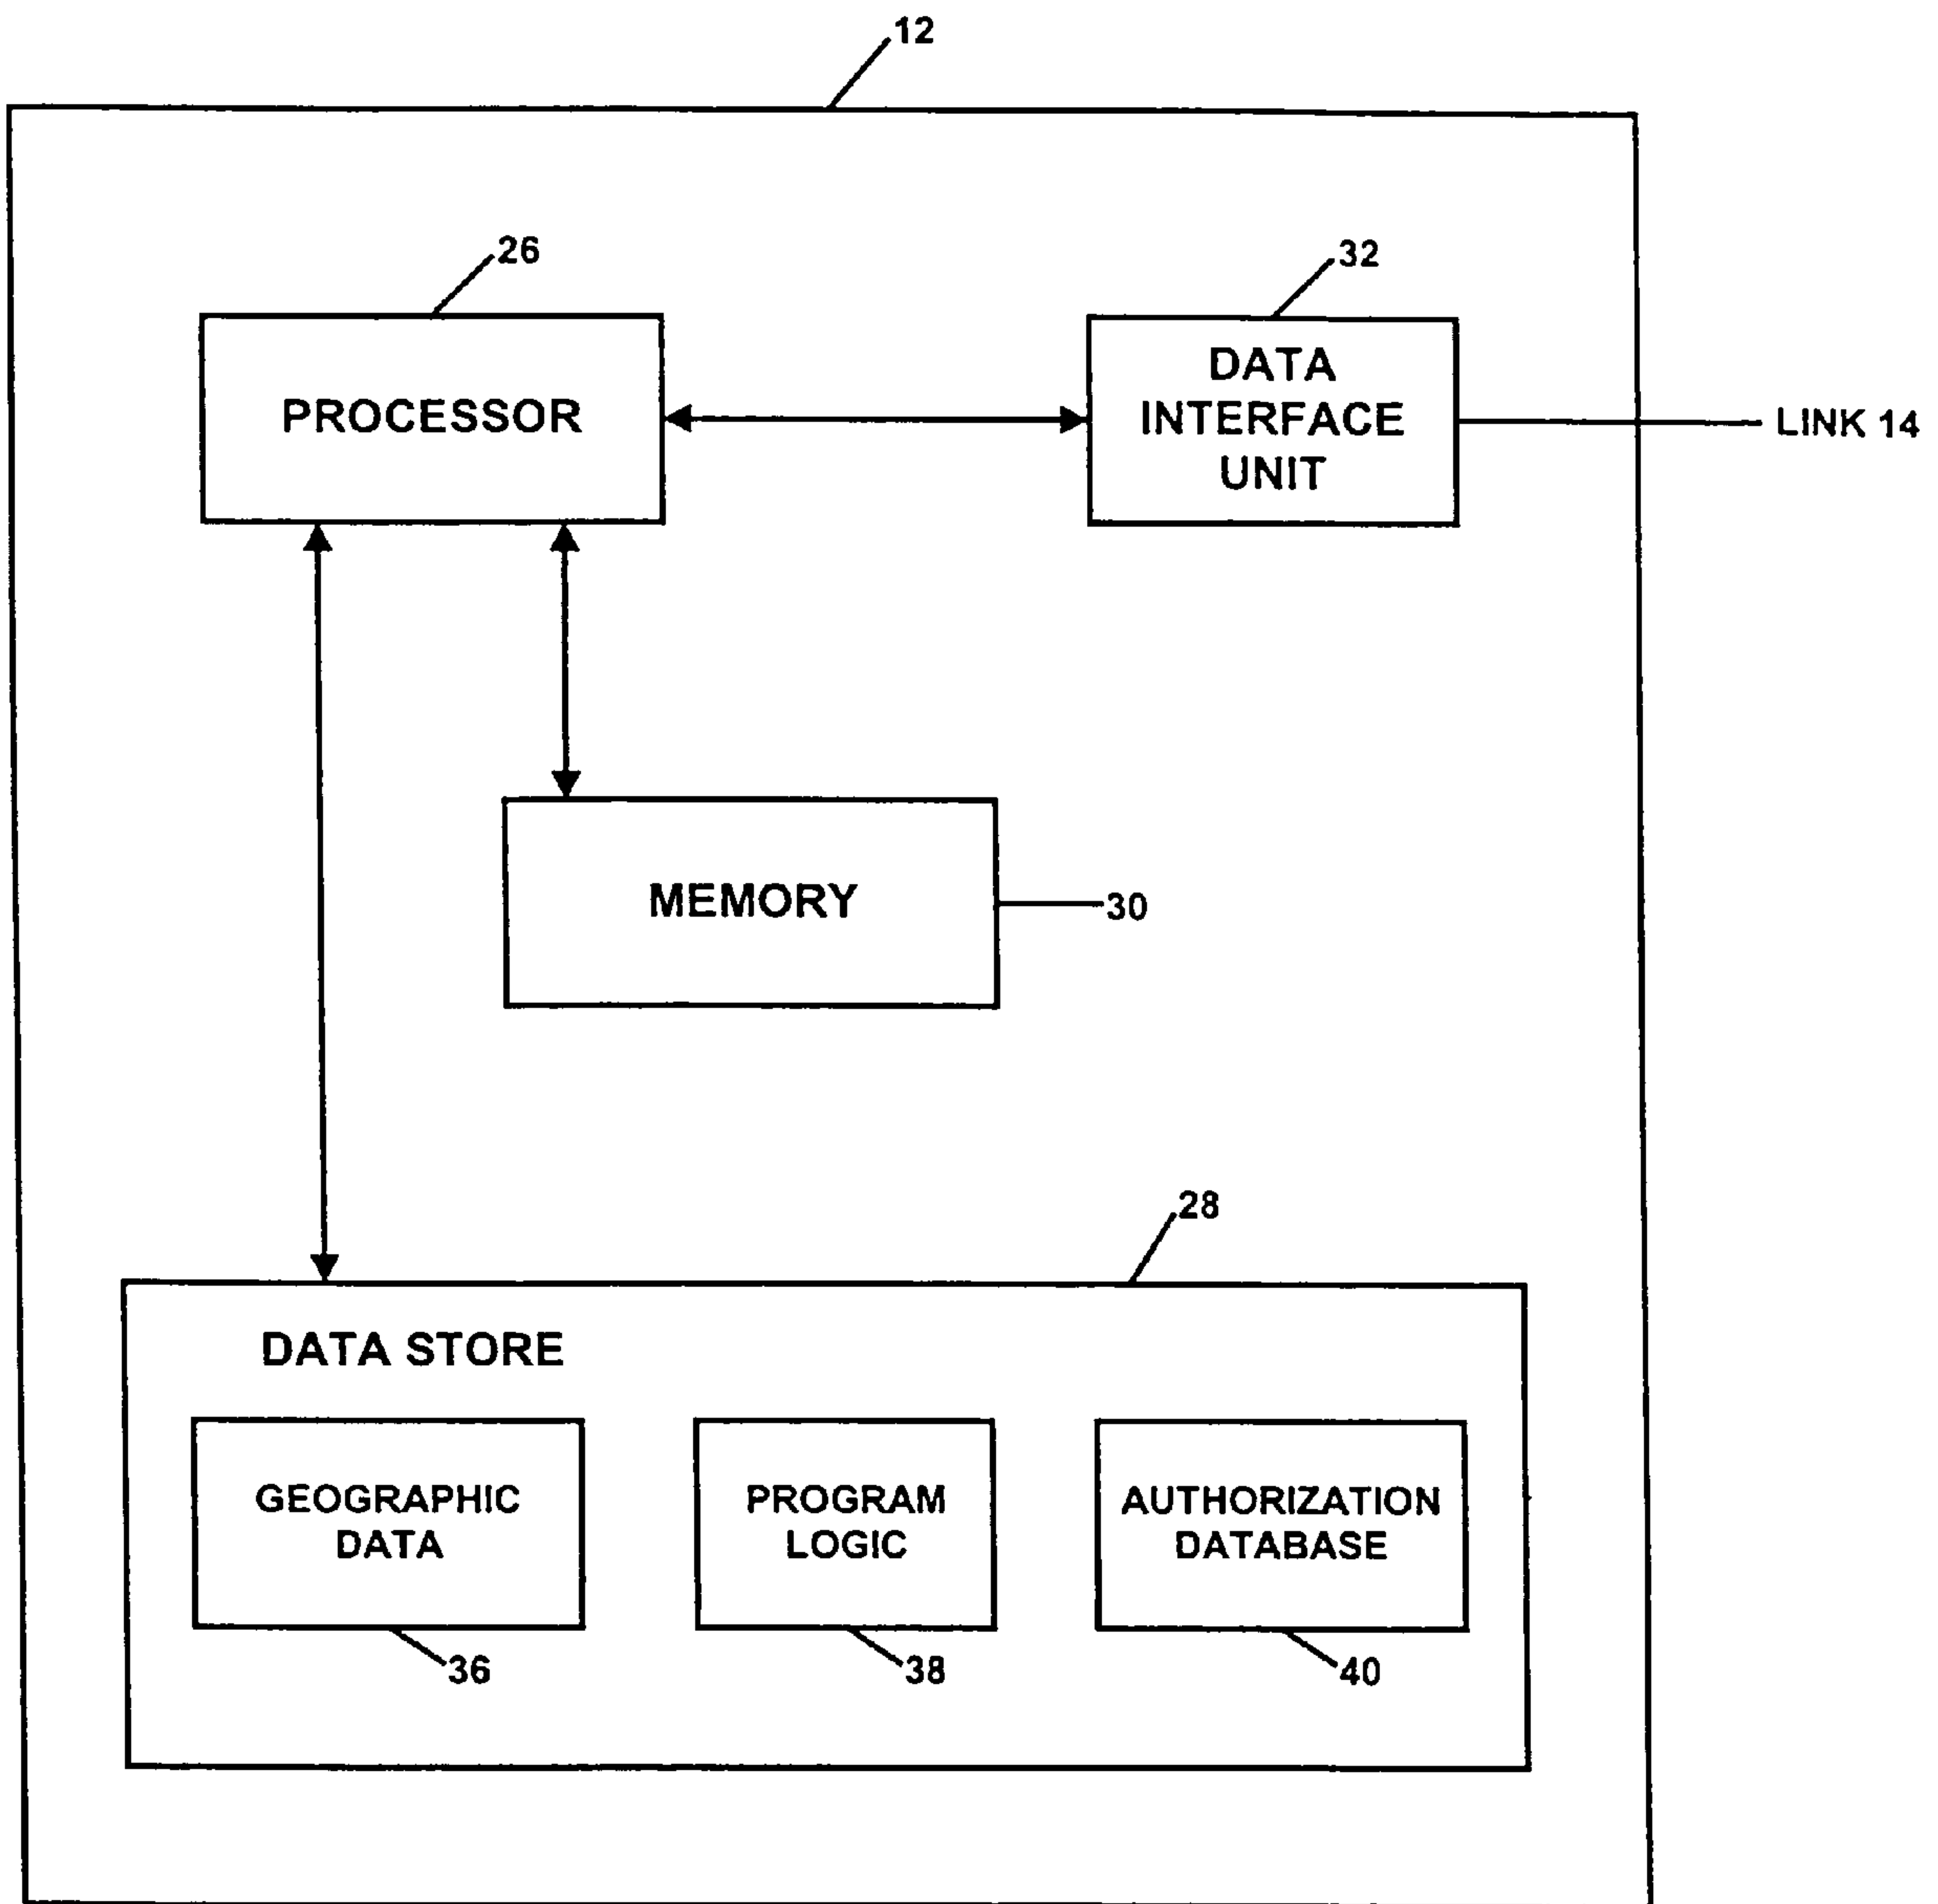 12
26
32
PROCESSOR
DATA
INTERFACE
UNIT
LINK 14
MEMORY
30
28
DATA STORE
GEOGRAPHIC
DATA
PROGRAM
LOGIC
AUTHORIZATION
DATABASE
36
38
40